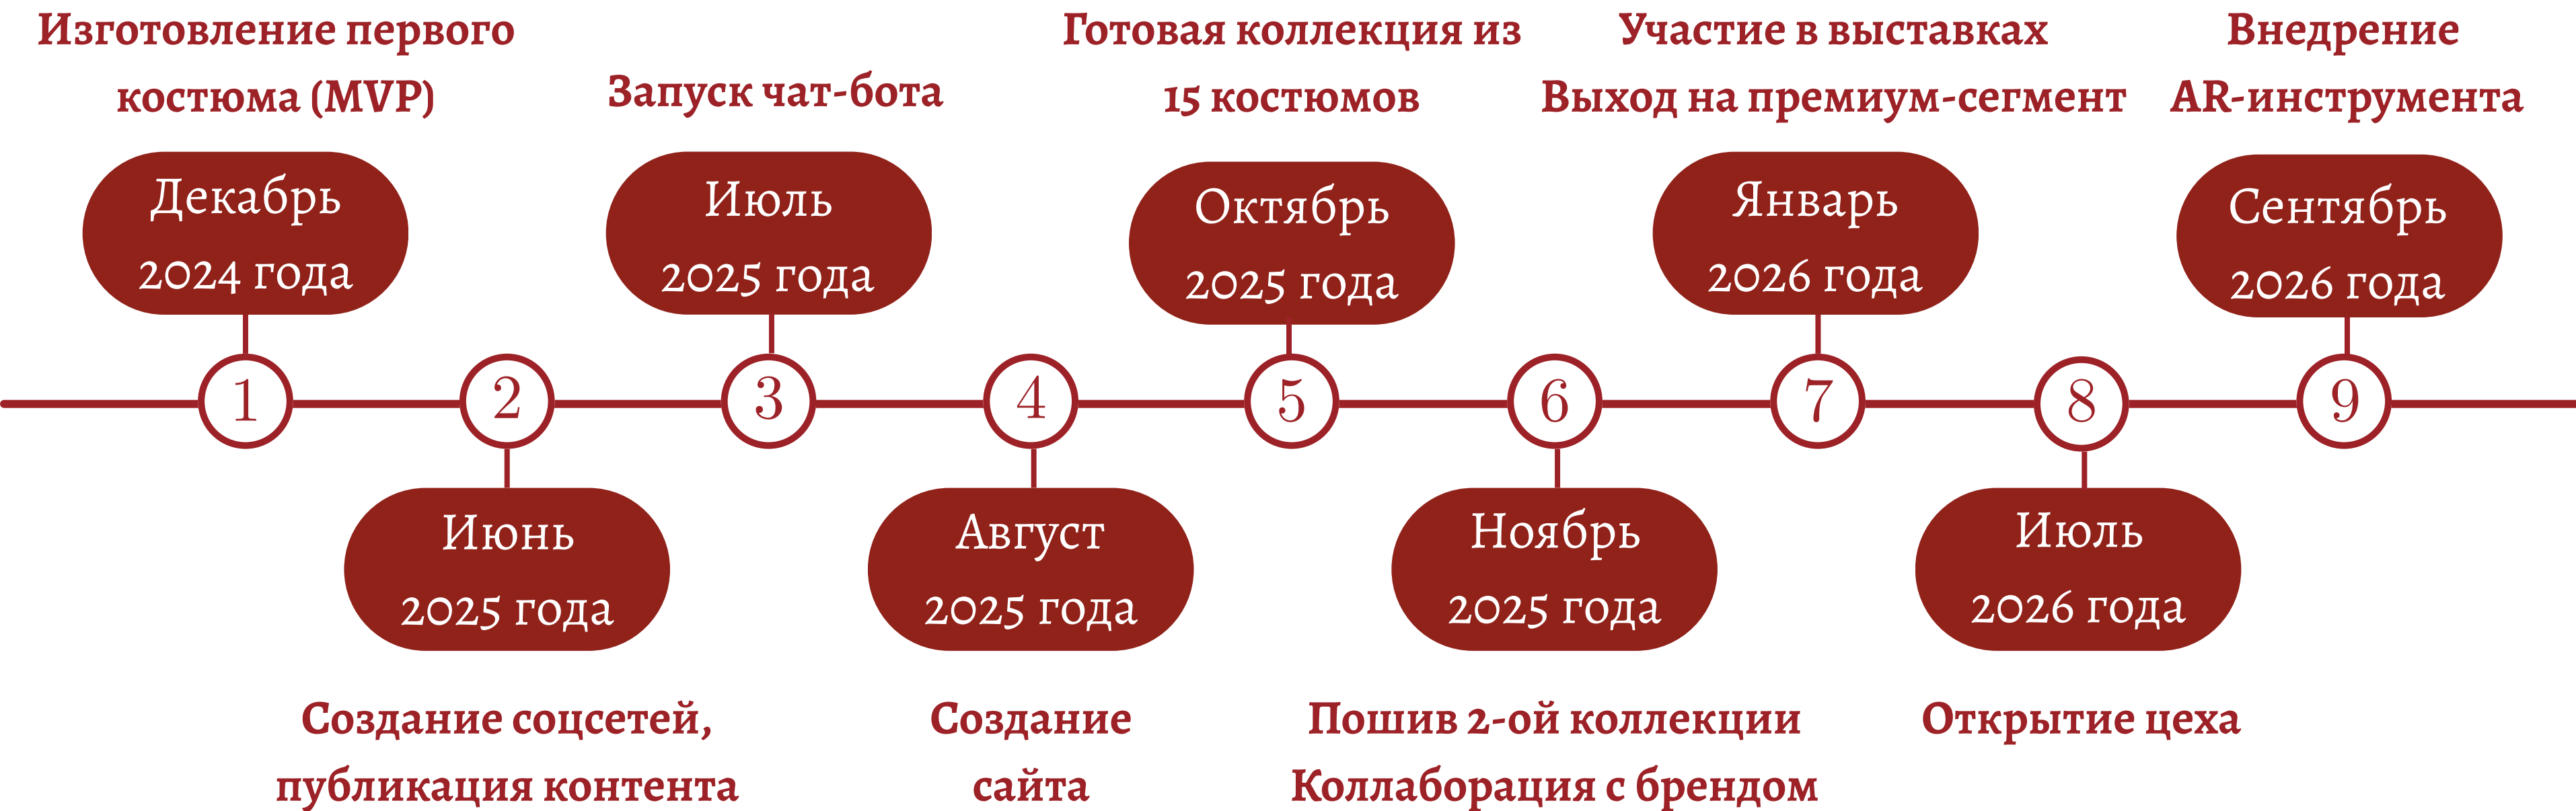 Изготовление первого
костюма (MVP)
Декабрь
2024 года
1
2
Июнь
2025 года
Создание соцсетей,
публикация контента
Запуск чат-бота
Июль
2025 года
3
4
Август
2025 года
Создание
сайта
Готовая коллекция из
15 костюмов
Октябрь
2025 года
5
6
Ноябрь
2025 года
Пошив 2-ой коллекции
Коллаборация с брендом
Участие в выставках
Выход на премиум-сегмент
Январь
2026 года
7
8
Июль
2026 года
Открытие цеха
Внедрение
AR-инструмента
Сентябрь
2026 года
9